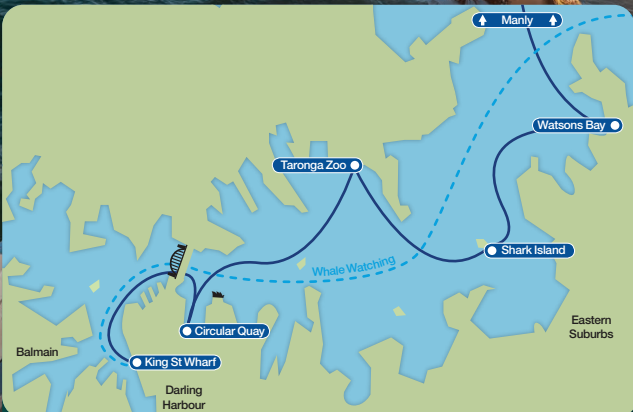 Manly
Watsons Bay
Taronga Zoo
Shark Island
Whale Watching
Circular Quay
Eastern
Suburbs
Balmain
King St Wharf
Darling
Harbour